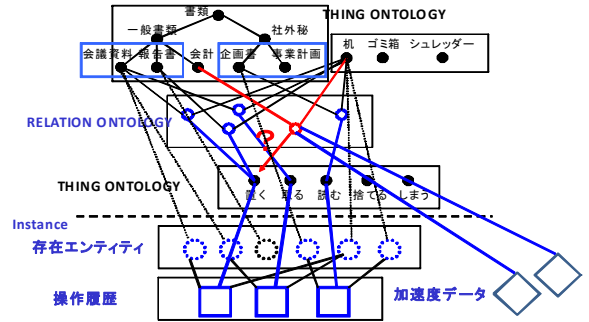 書類
THING ONTOLOGY
一般書類
社外秘
会議資料 報告書 会計 企画書 事業計画
机 ゴミ箱 シュレッダー
RELATION ONTOLOGY
?
THING ONTOLOGY
置く 取る 読む 捨てる しまう
Instance
存在エンティティ
操作履歴
加速度データ